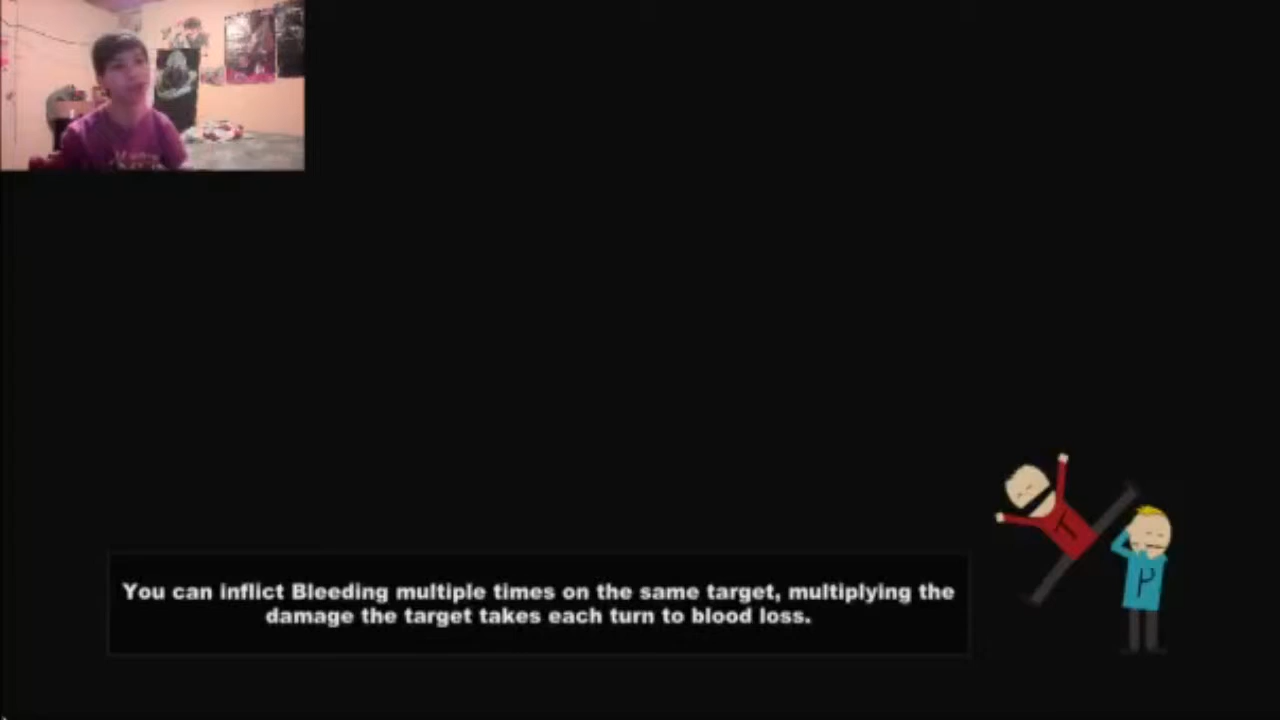 You can inflict Bleeding multiple times on the same target, multiplying the
damage the target takes each turn to blood loss.
T
P